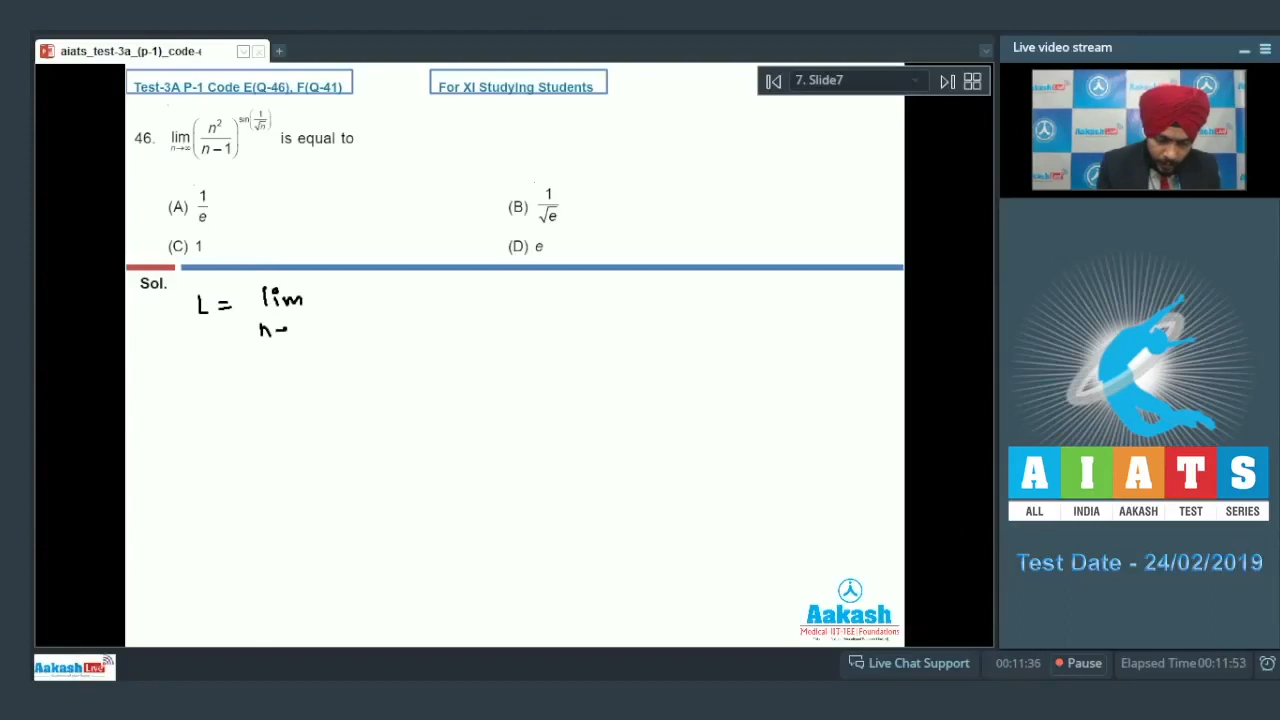 aiats_test-3a_(p-1)_code-e
Live video stream
Test-3A P-1 Code E(Q-46), F(Q-41)
For XI Studying Students
7. Slide7
46. lim n→∞ (n²/(n – 1))^sin(1/√n) is equal to
(A) 1/e
(B) 1/√e
(C) 1
(D) e
Sol.
L = lim
n-
AakashLive
AIATS
ALL INDIA AAKASH TEST SERIES
Test Date - 24/02/2019
Aakash
Medical|IIT-JEE|Foundations
AakashLive
Live Chat Support
00:11:36
Pause
Elapsed Time 00:11:53